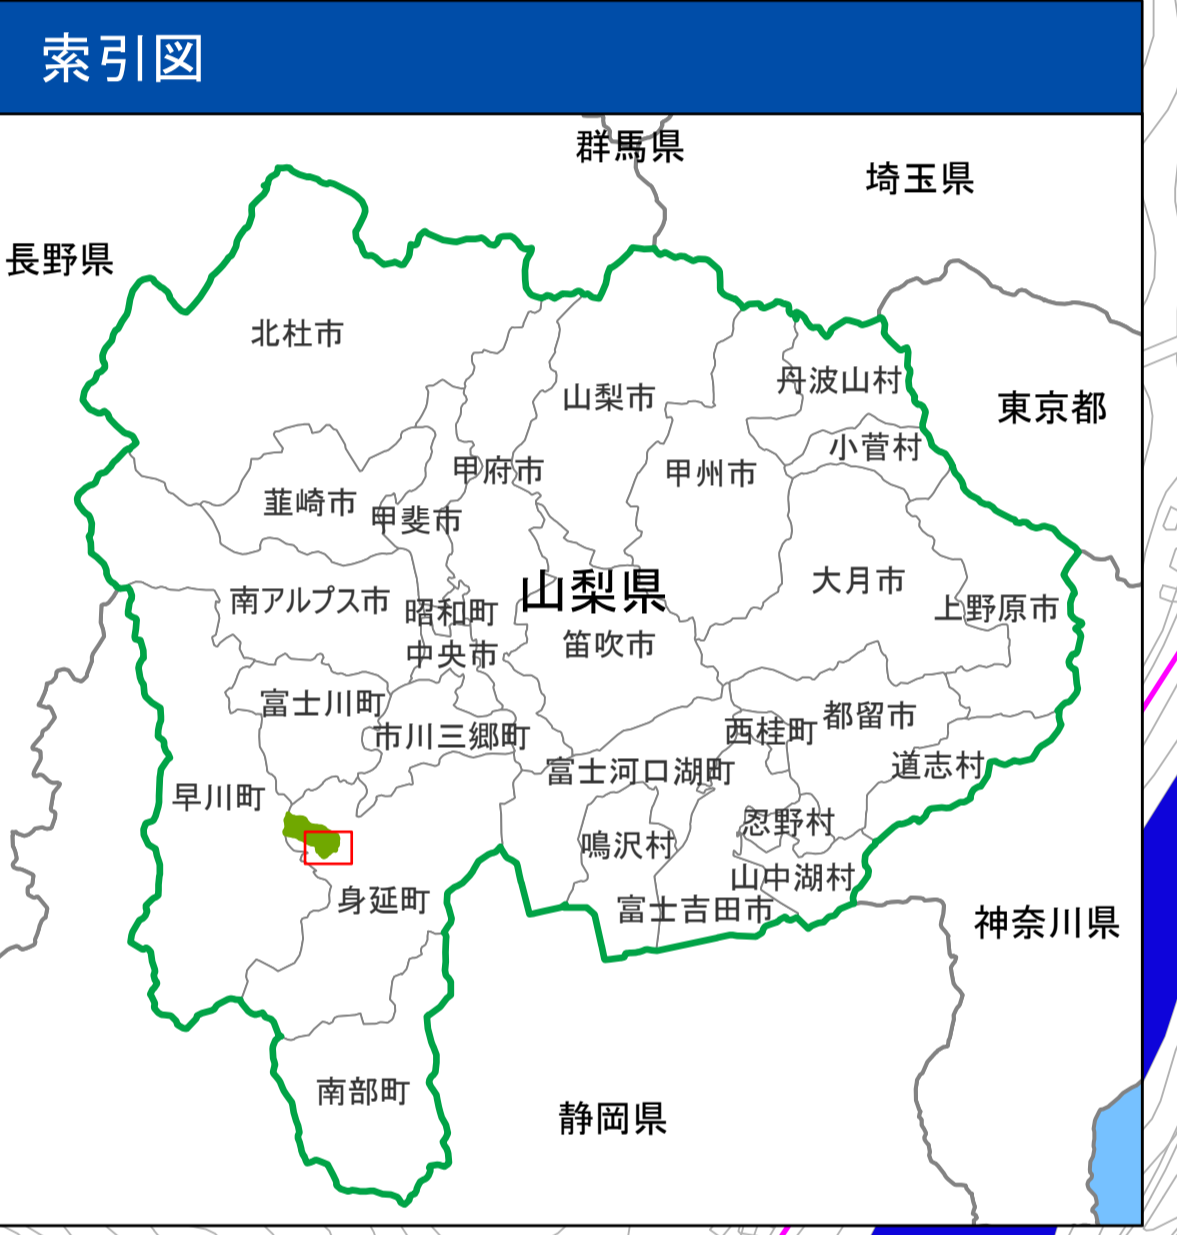 索引図
群馬県
埼玉県
長野県
北杜市
丹波山村
山梨市
東京都
小菅村
甲府市
甲州市
韮崎市
甲斐市
大月市
山梨県
南アルプス市
昭和町
上野原市
笛吹市
中央市
富士川町
都留市
西桂町
市川三郷町
道志村
富士河口湖町
早川町
忍野村
鳴沢村
山中湖村
身延町
富士吉田市
神奈川県
南部町
静岡県